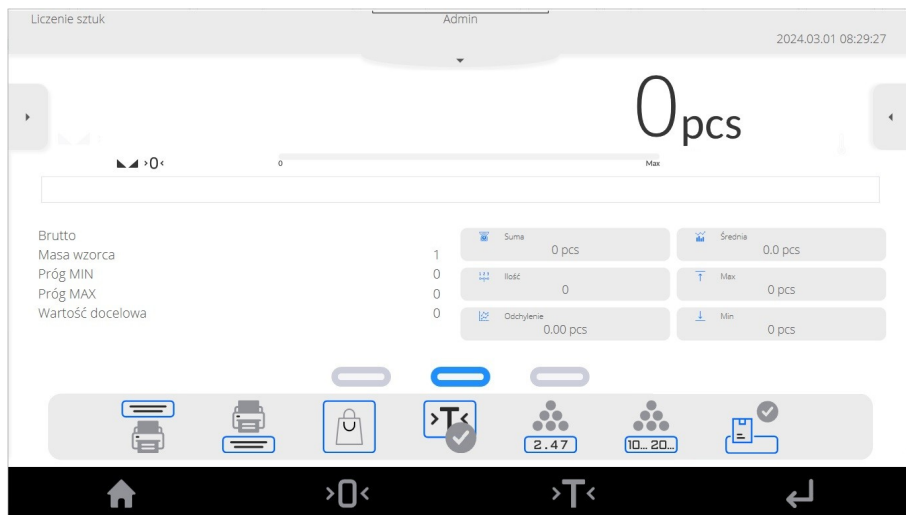 Liczenie sztuk
Admin
2024.03.01 08:29:27
0pcs
>0<
0
Max
Brutto
Masa wzorca 1
Próg MIN 0
Próg MAX 0
Wartość docelowa 0
Suma
0 pcs
Średnia
0.0 pcs
Ilość
0
Max
0 pcs
Odchylenie
0.00 pcs
Min
0 pcs
>T<
2.47
10... 20...
>0<
>T<